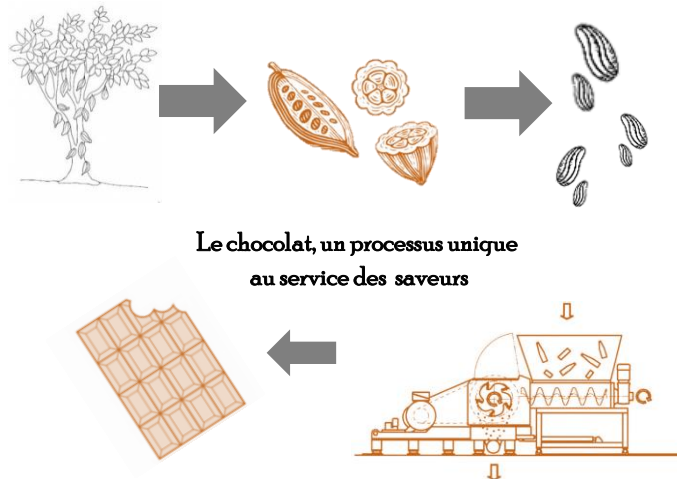 Le chocolat, un processus unique
au service des saveurs